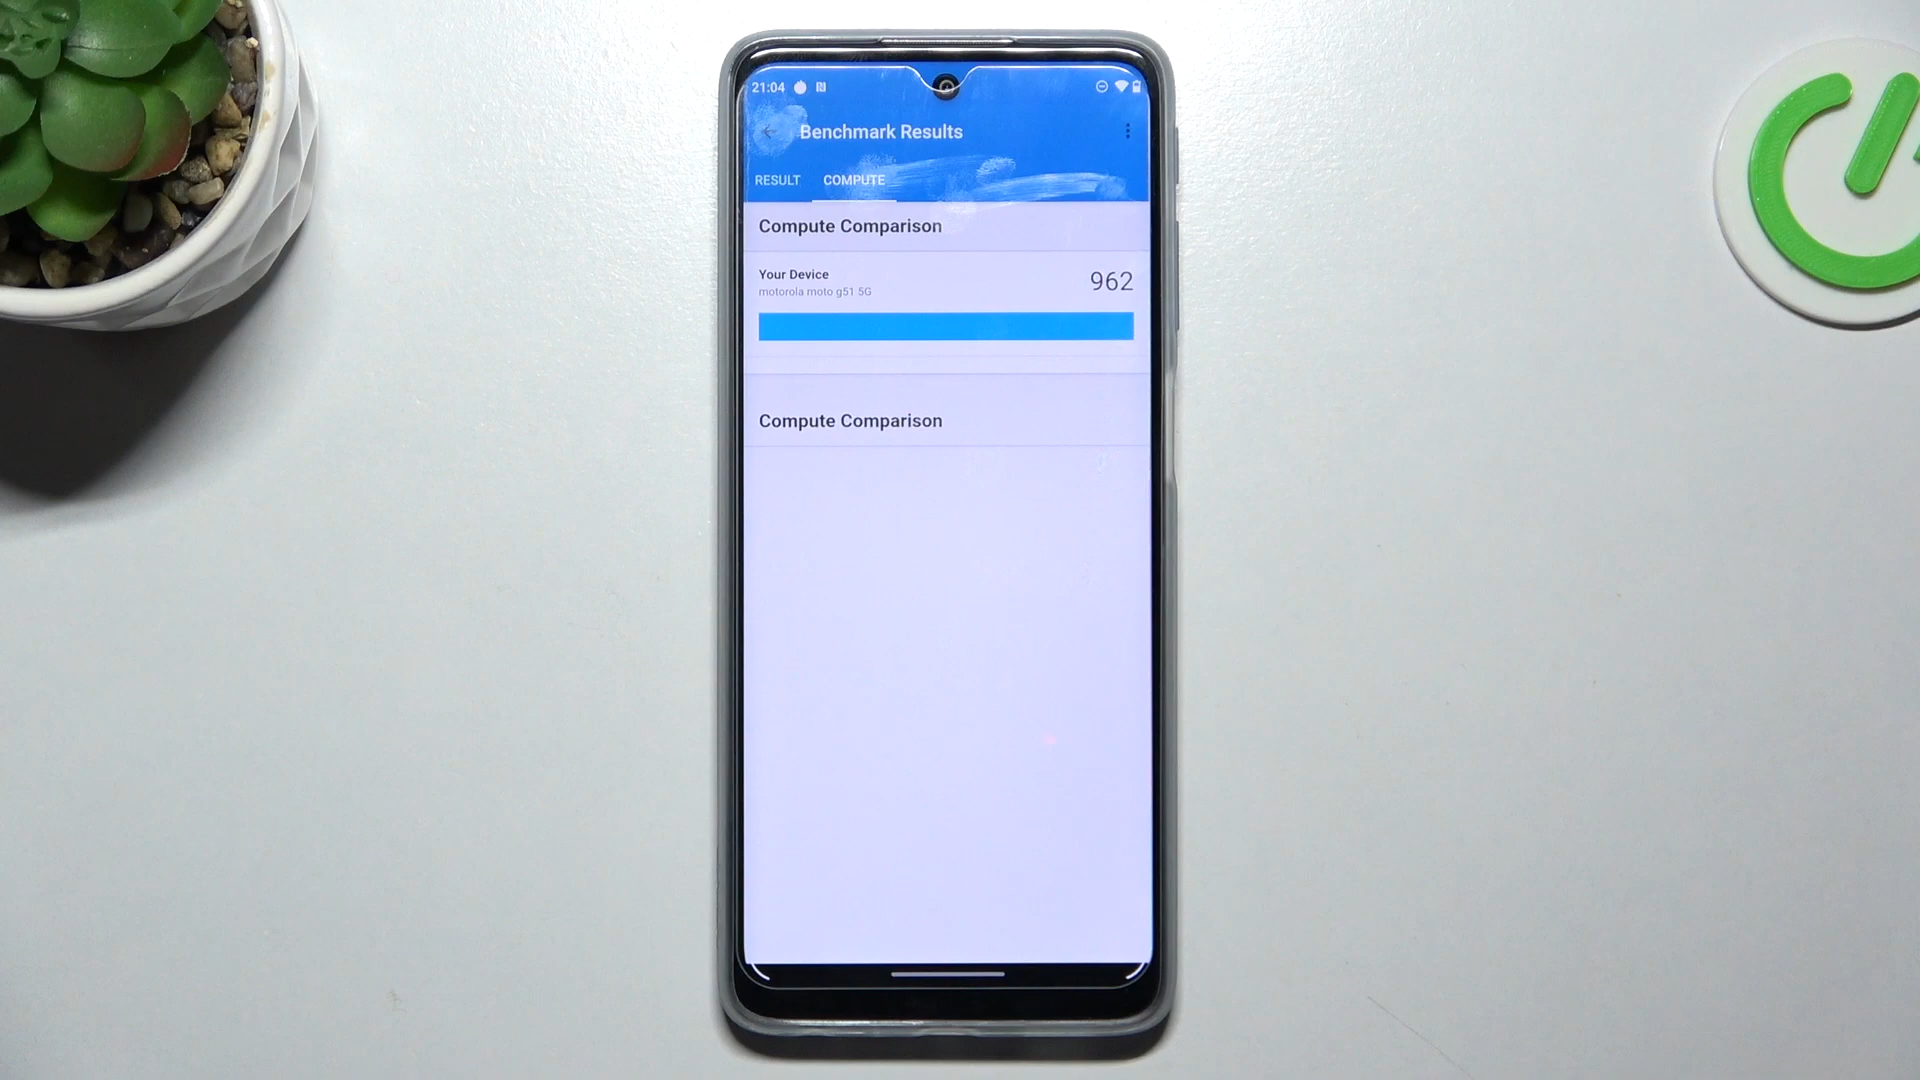 21:04
Benchmark Results
RESULT COMPUTE
Compute Comparison
Your Device
962
motorola moto g51 5G
Compute Comparison